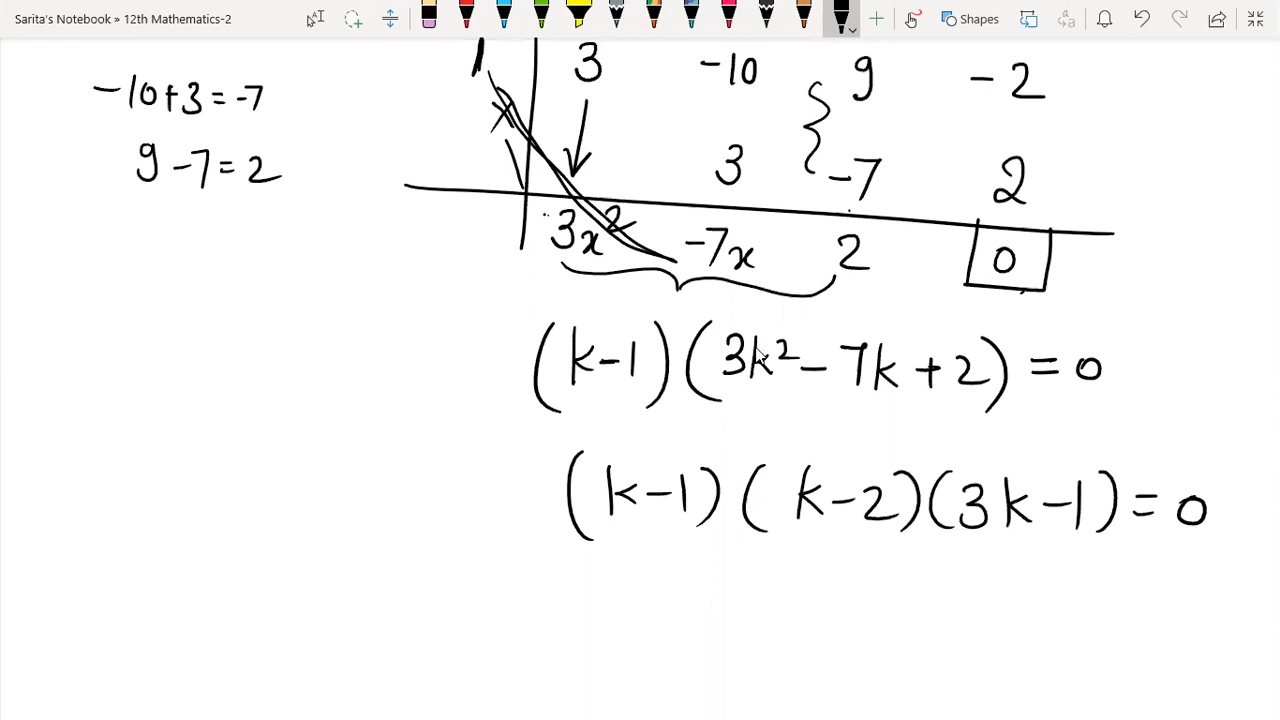 Sarita's Notebook » 12th Mathematics-2
Shapes
1 3 -10 9 -2
-10+3=-7
9-7=2
3 -7 2
3x² -7x 2 0
(k-1)(3k²-7k+2)=0
(k-1)(k-2)(3k-1)=0